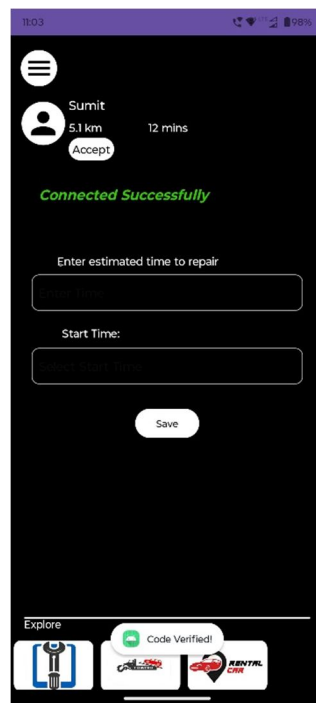 11:03
98%
Sumit
5.1 km 12 mins
Accept
Connected Successfully
Enter estimated time to repair
Enter Time
Start Time:
Select Start Time
Save
Explore
Code Verified!
RENTAL
CAR